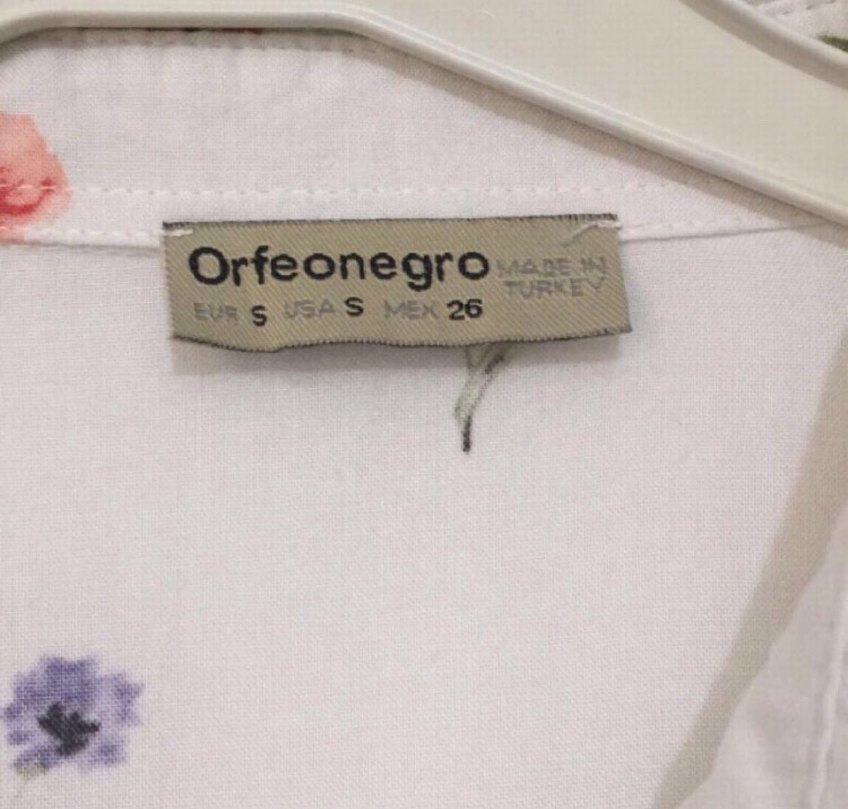 Orfeonegro MADE IN
TURKEY
EUR S USA S MEX 26